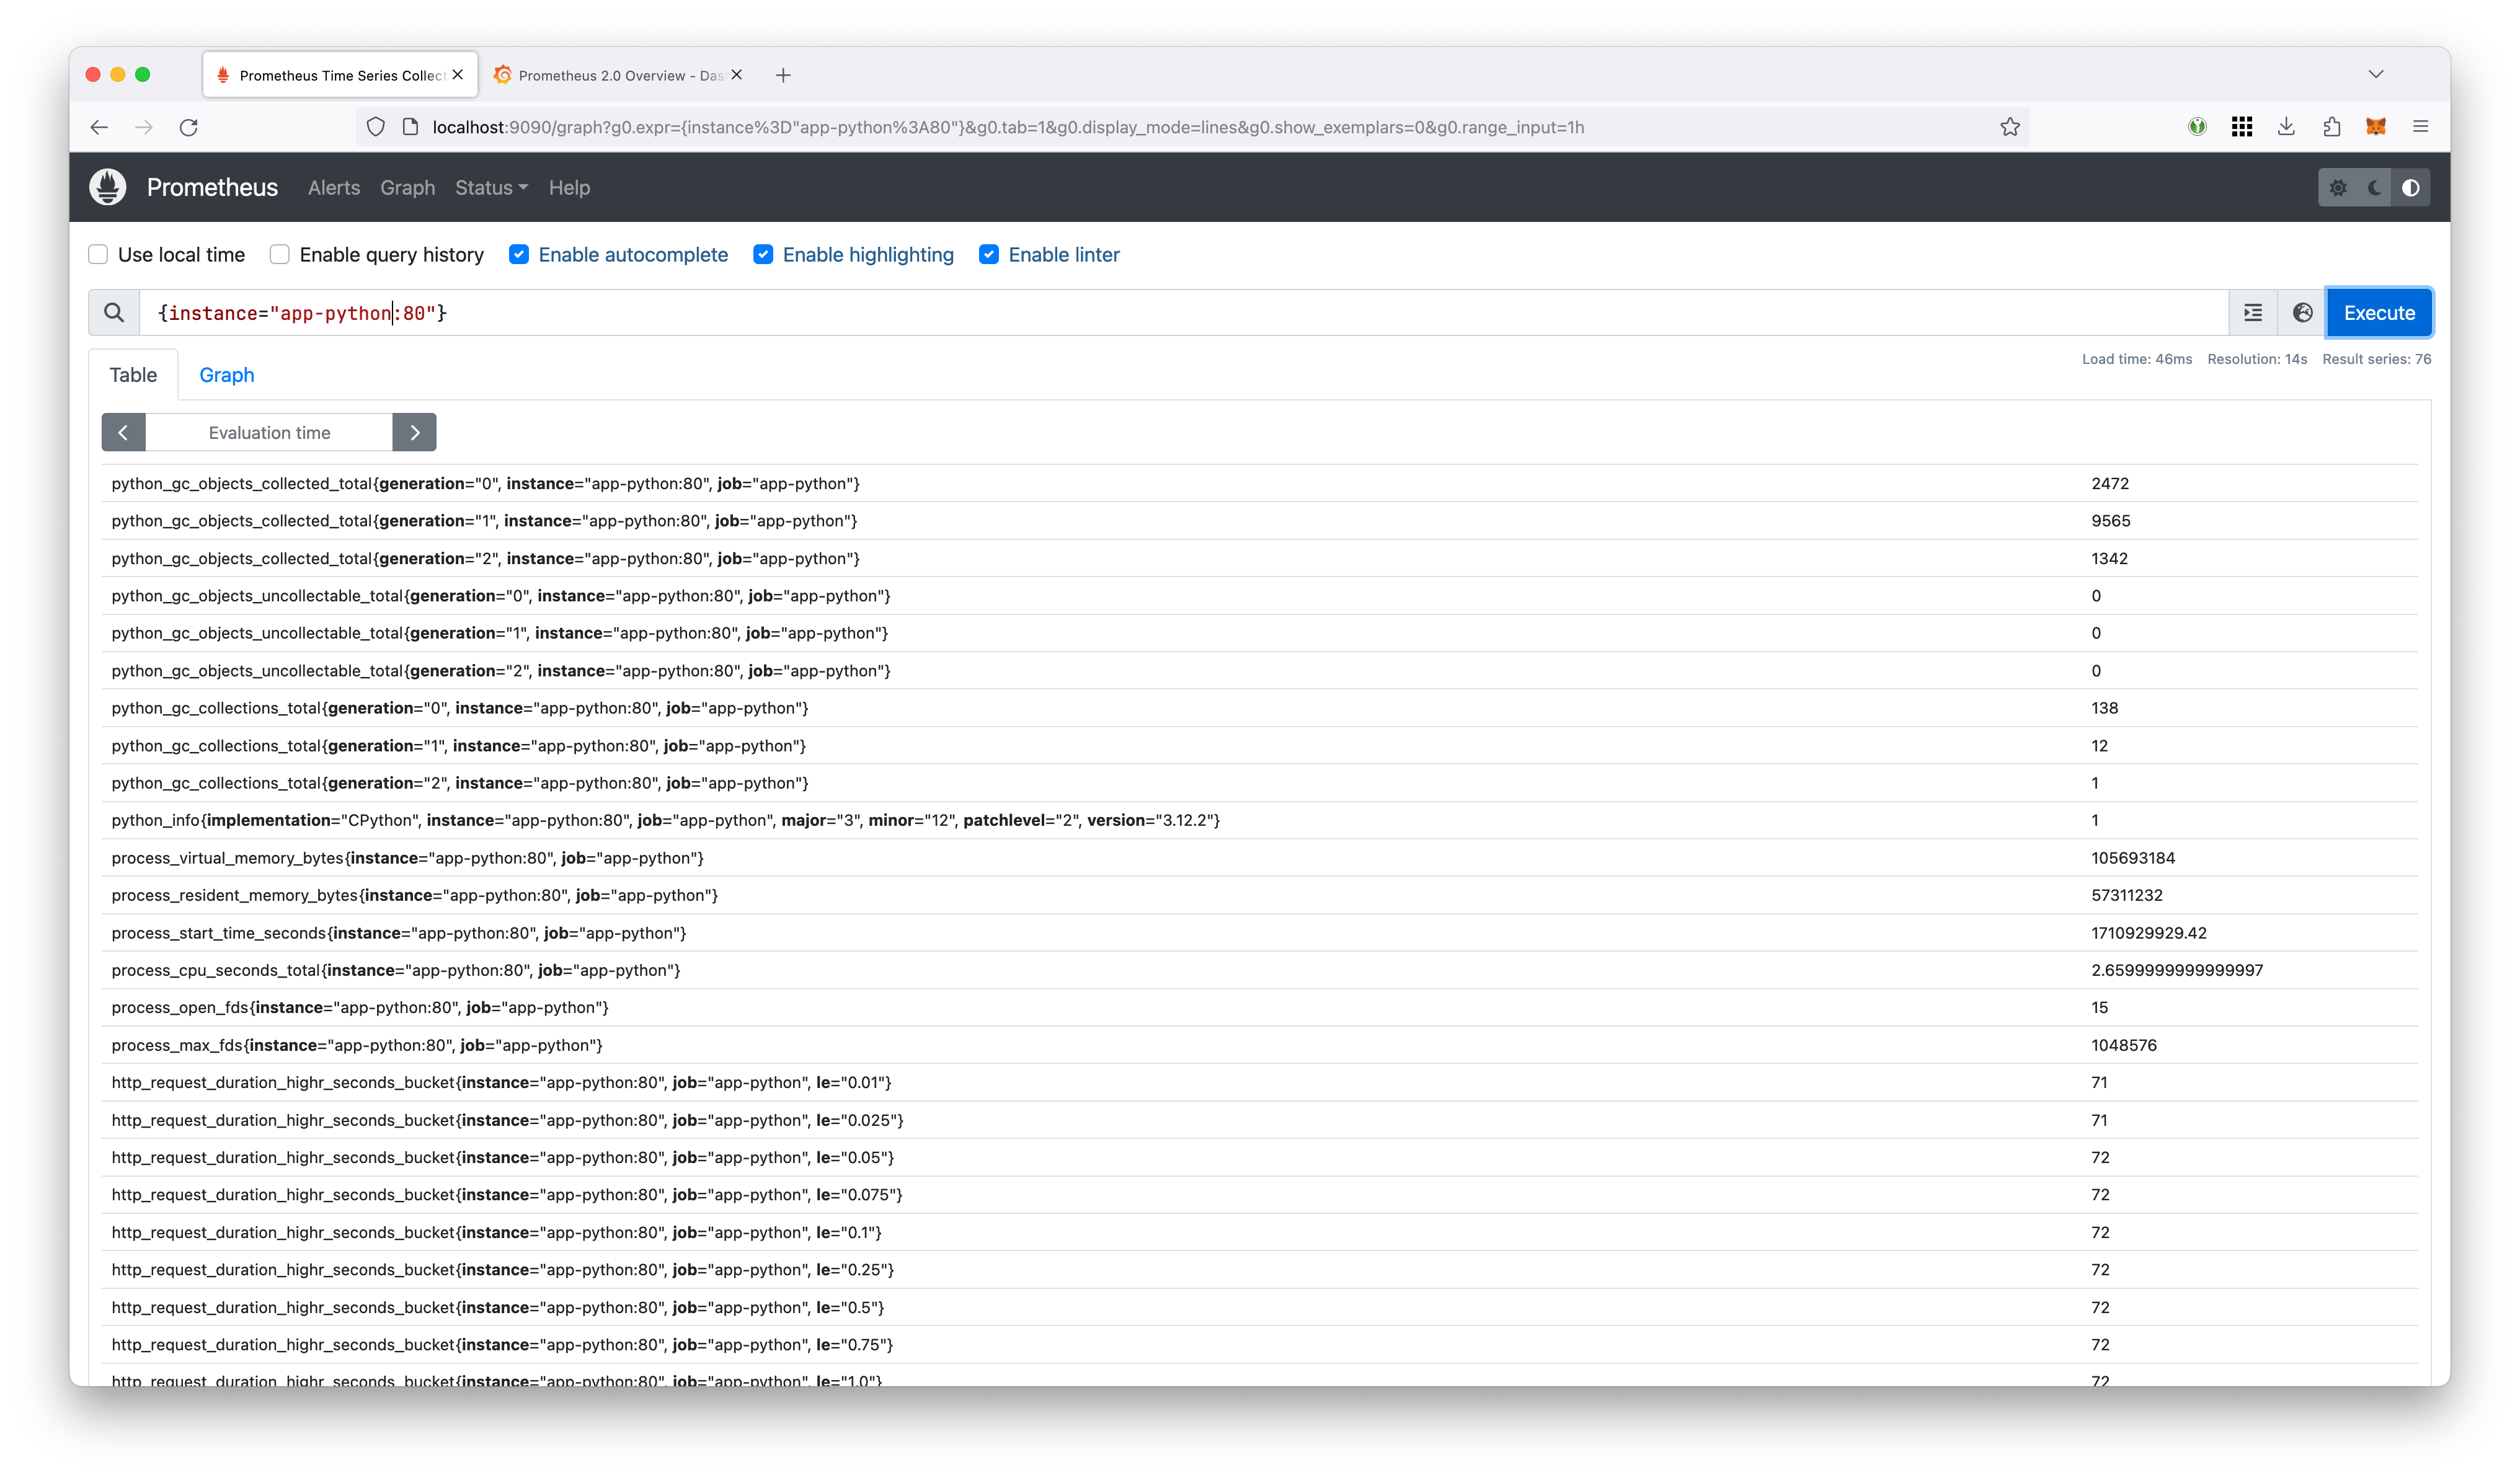 Prometheus Time Series Collect
Prometheus 2.0 Overview - Das
localhost:9090/graph?g0.expr={instance%3D"app-python%3A80"}&g0.tab=1&g0.display_mode=lines&g0.show_exemplars=0&g0.range_input=1h
Prometheus Alerts Graph Status Help
Use local time Enable query history Enable autocomplete Enable highlighting Enable linter
{instance="app-python:80"} Execute
Table Graph Load time: 46ms Resolution: 14s Result series: 76
Evaluation time
python_gc_objects_collected_total{generation="0", instance="app-python:80", job="app-python"} 2472
python_gc_objects_collected_total{generation="1", instance="app-python:80", job="app-python"} 9565
python_gc_objects_collected_total{generation="2", instance="app-python:80", job="app-python"} 1342
python_gc_objects_uncollectable_total{generation="0", instance="app-python:80", job="app-python"} 0
python_gc_objects_uncollectable_total{generation="1", instance="app-python:80", job="app-python"} 0
python_gc_objects_uncollectable_total{generation="2", instance="app-python:80", job="app-python"} 0
python_gc_collections_total{generation="0", instance="app-python:80", job="app-python"} 138
python_gc_collections_total{generation="1", instance="app-python:80", job="app-python"} 12
python_gc_collections_total{generation="2", instance="app-python:80", job="app-python"} 1
python_info{implementation="CPython", instance="app-python:80", job="app-python", major="3", minor="12", patchlevel="2", version="3.12.2"} 1
process_virtual_memory_bytes{instance="app-python:80", job="app-python"} 105693184
process_resident_memory_bytes{instance="app-python:80", job="app-python"} 57311232
process_start_time_seconds{instance="app-python:80", job="app-python"} 1710929929.42
process_cpu_seconds_total{instance="app-python:80", job="app-python"} 2.6599999999999997
process_open_fds{instance="app-python:80", job="app-python"} 15
process_max_fds{instance="app-python:80", job="app-python"} 1048576
http_request_duration_highr_seconds_bucket{instance="app-python:80", job="app-python", le="0.01"} 71
http_request_duration_highr_seconds_bucket{instance="app-python:80", job="app-python", le="0.025"} 71
http_request_duration_highr_seconds_bucket{instance="app-python:80", job="app-python", le="0.05"} 72
http_request_duration_highr_seconds_bucket{instance="app-python:80", job="app-python", le="0.075"} 72
http_request_duration_highr_seconds_bucket{instance="app-python:80", job="app-python", le="0.1"} 72
http_request_duration_highr_seconds_bucket{instance="app-python:80", job="app-python", le="0.25"} 72
http_request_duration_highr_seconds_bucket{instance="app-python:80", job="app-python", le="0.5"} 72
http_request_duration_highr_seconds_bucket{instance="app-python:80", job="app-python", le="0.75"} 72
http_request_duration_highr_seconds_bucket{instance="app-python:80", job="app-python", le="1.0"} 72